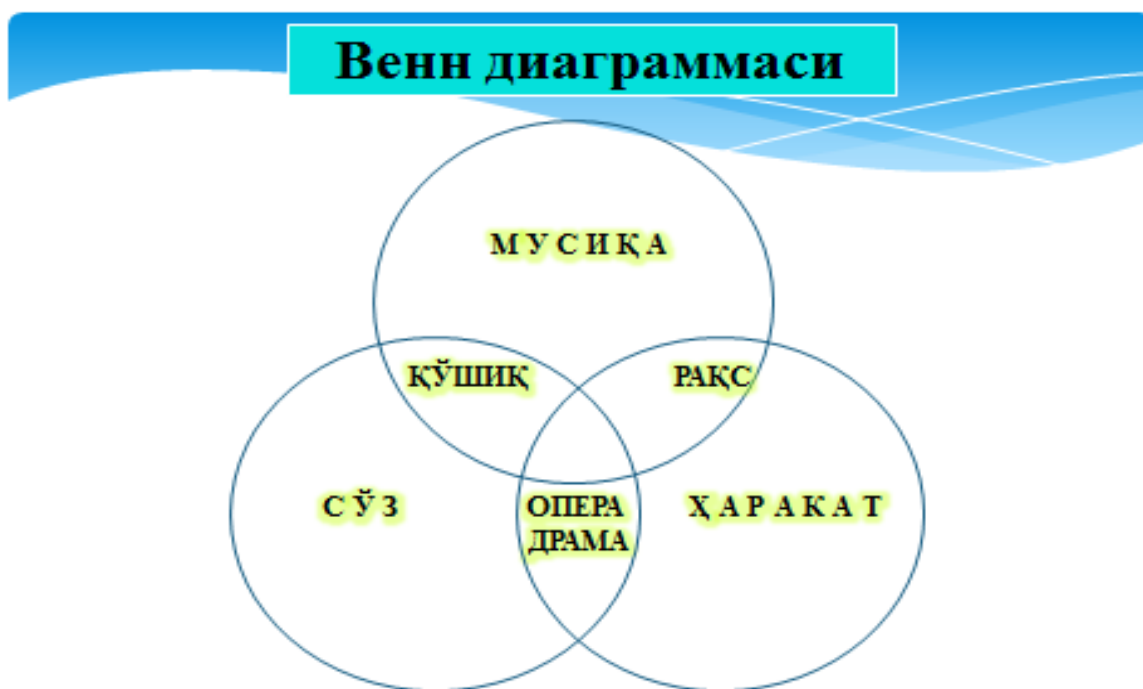 Венн диаграммаси
М У С И Қ А
ҚЎШИҚ
РАҚС
С Ў З
ОПЕРА
ДРАМА
Ҳ А Р А К А Т